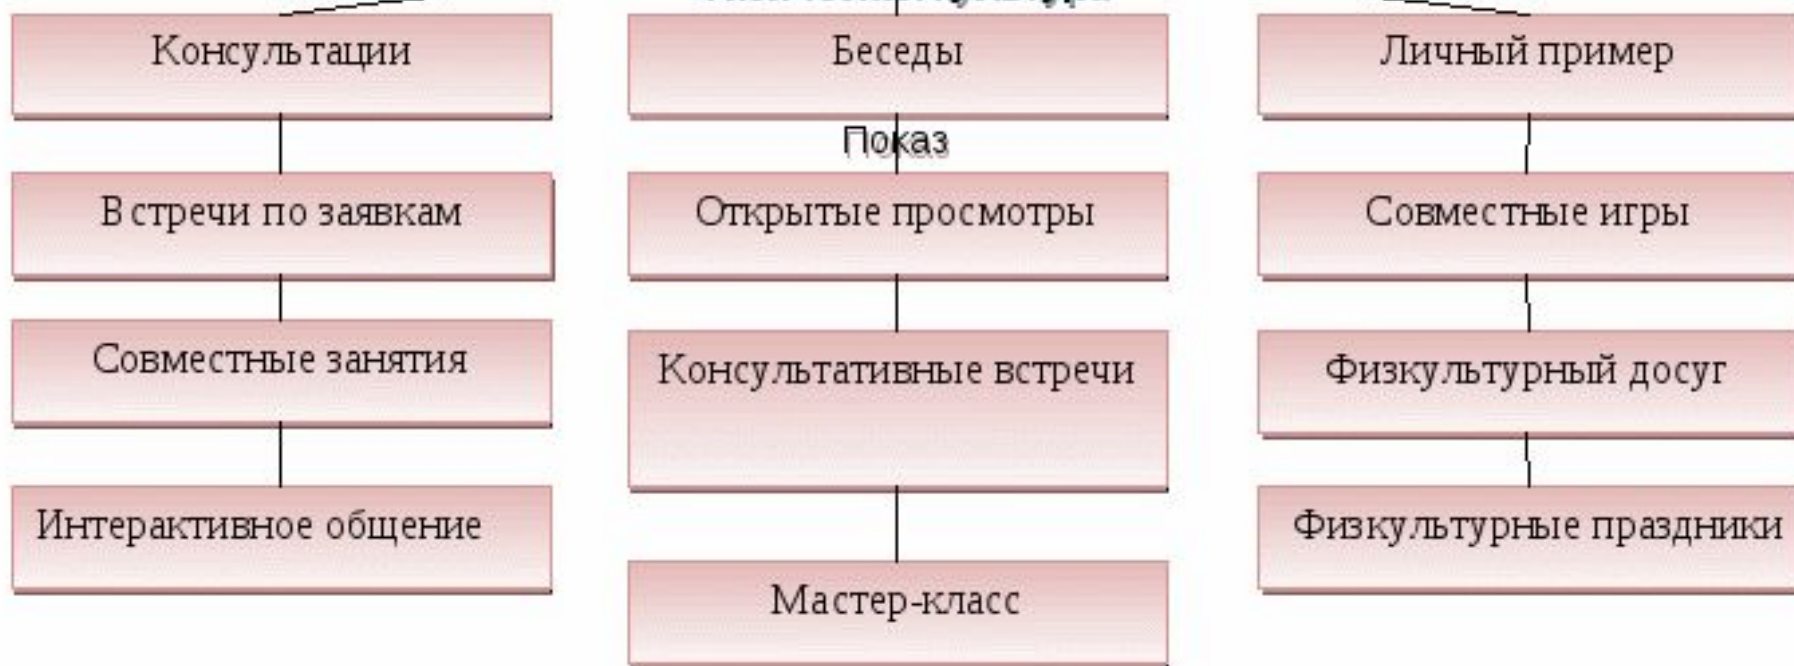 Консультации
Встречи по заявкам
Совместные занятия
Интерактивное общение
Беседы
Показ
Открытые просмотры
Консультативные встречи
Мастер-класс
Личный пример
Совместные игры
Физкультурный досуг
Физкультурные праздники